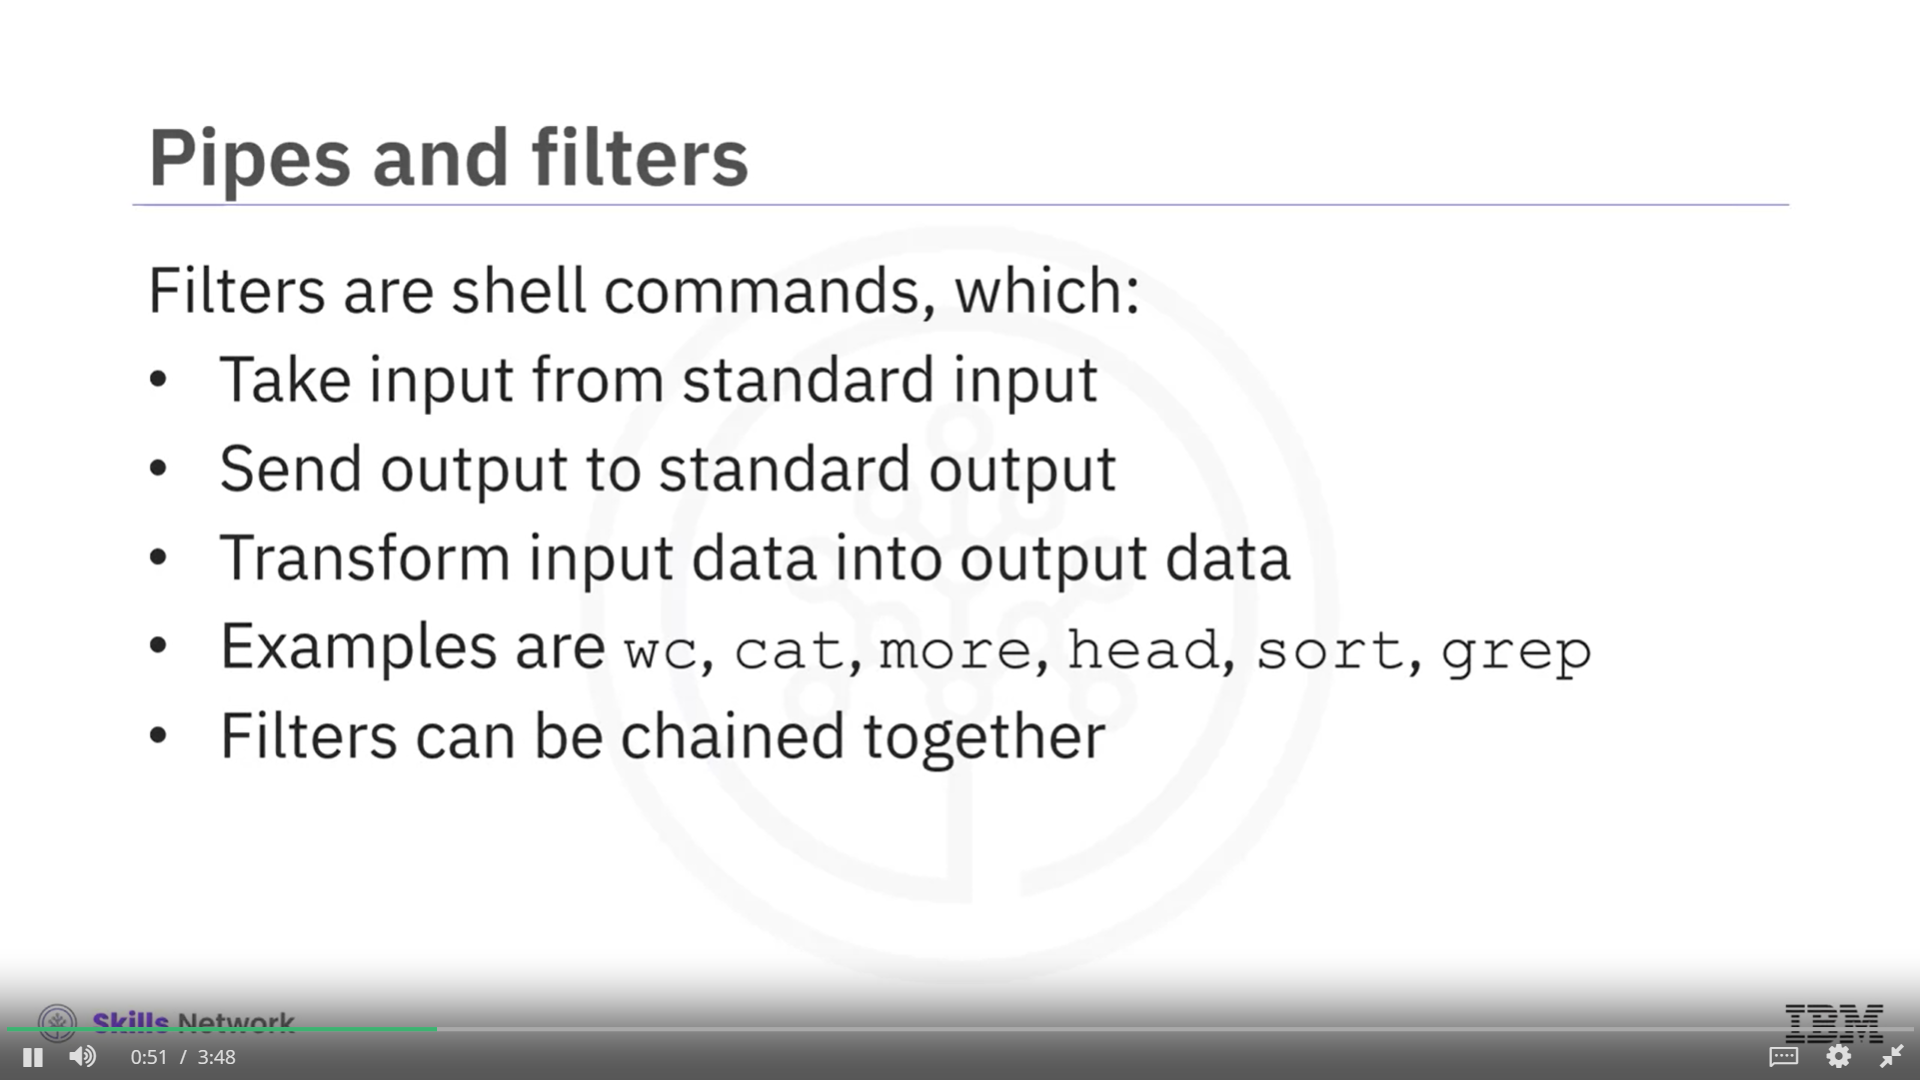 Pipes and filters
Filters are shell commands, which:
• Take input from standard input
• Send output to standard output
• Transform input data into output data
• Examples are wc, cat, more, head, sort, grep
• Filters can be chained together
Skills Network
IBM
0:51 / 3:48